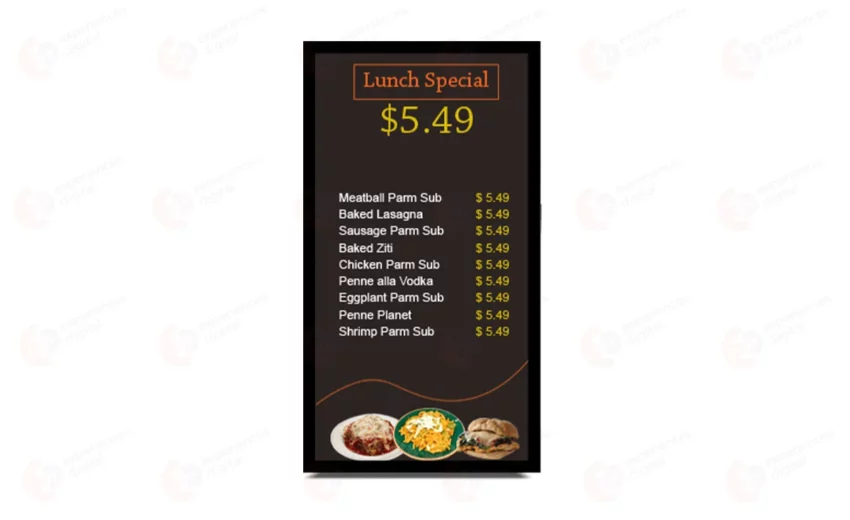 Lunch Special
$5.49
Meatball Parm Sub $ 5.49
Baked Lasagna $ 5.49
Sausage Parm Sub $ 5.49
Baked Ziti $ 5.49
Chicken Parm Sub $ 5.49
Penne alla Vodka $ 5.49
Eggplant Parm Sub $ 5.49
Penne Planet $ 5.49
Shrimp Parm Sub $ 5.49